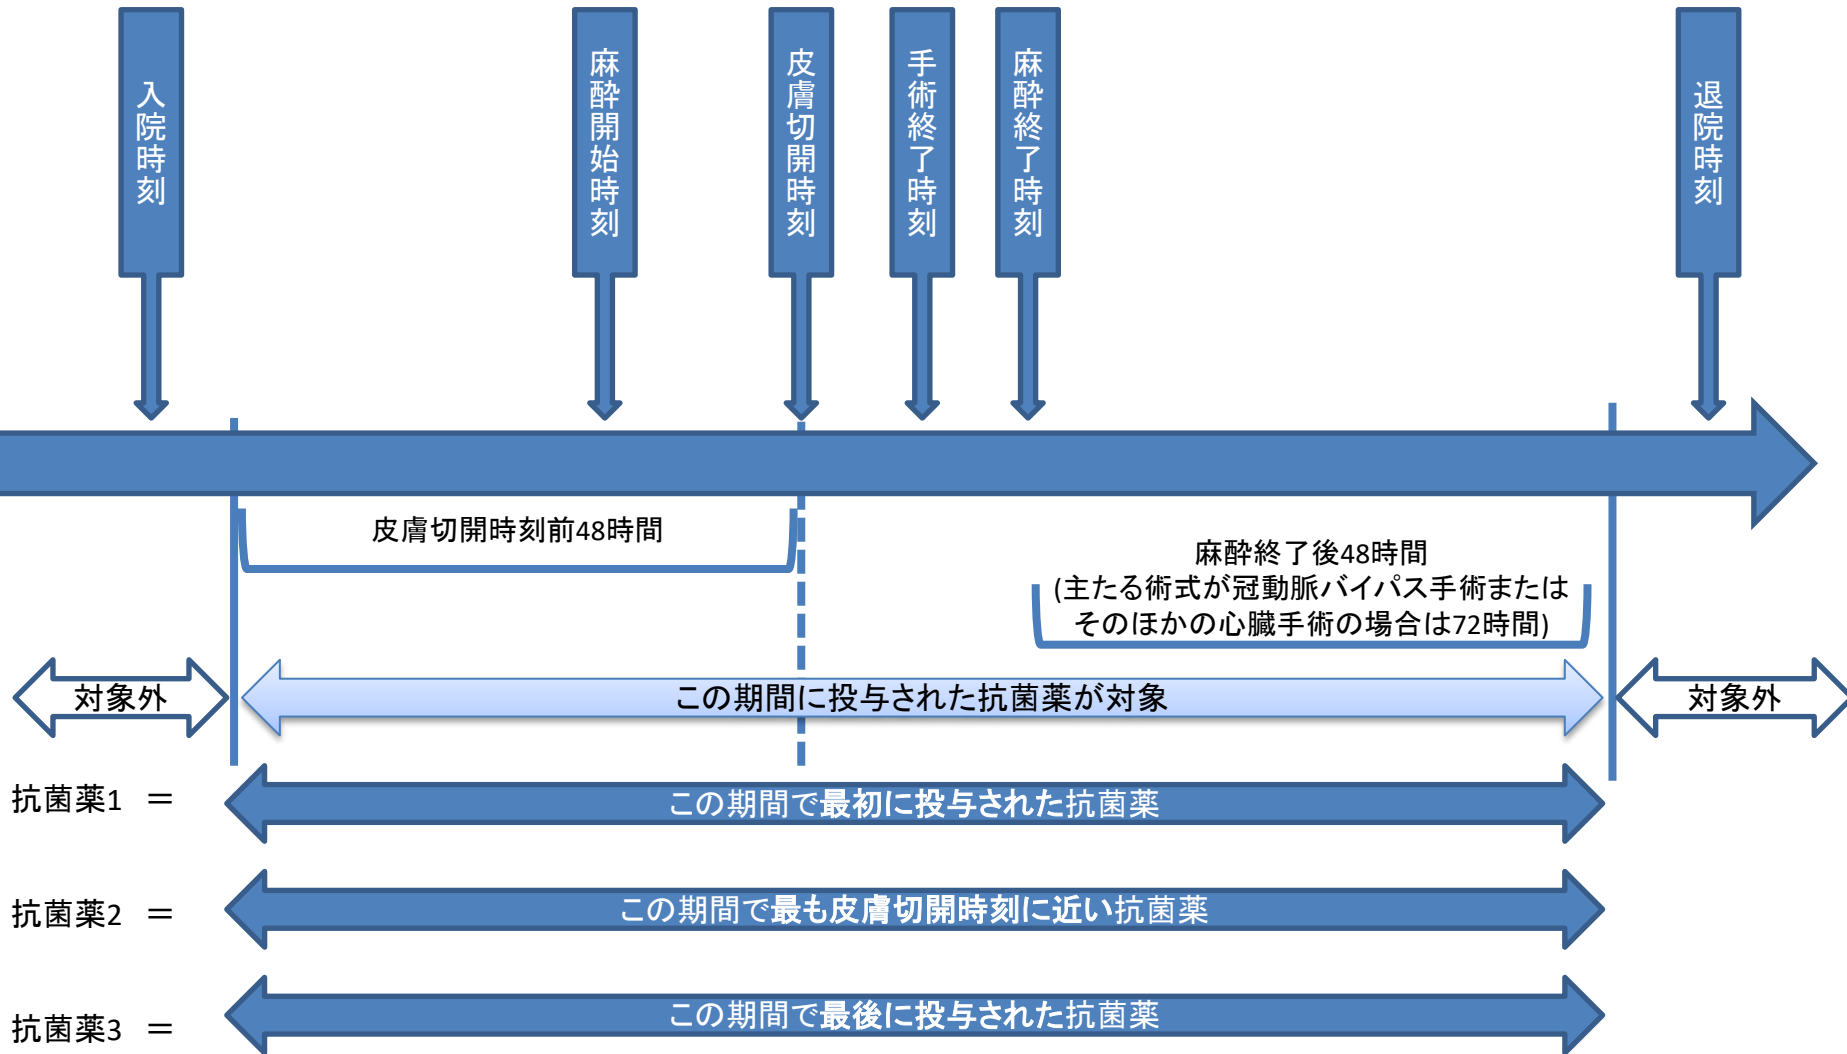 入院時刻
麻酔開始時刻
皮膚切開時刻
手術終了時刻
麻酔終了時刻
退院時刻
皮膚切開時刻前48時間
麻酔終了後48時間
(主たる術式が冠動脈バイパス手術または
そのほかの心臓手術の場合は72時間)
対象外
この期間に投与された抗菌薬が対象
対象外
抗菌薬1 ＝
この期間で最初に投与された抗菌薬
抗菌薬2 ＝
この期間で最も皮膚切開時刻に近い抗菌薬
抗菌薬3 ＝
この期間で最後に投与された抗菌薬